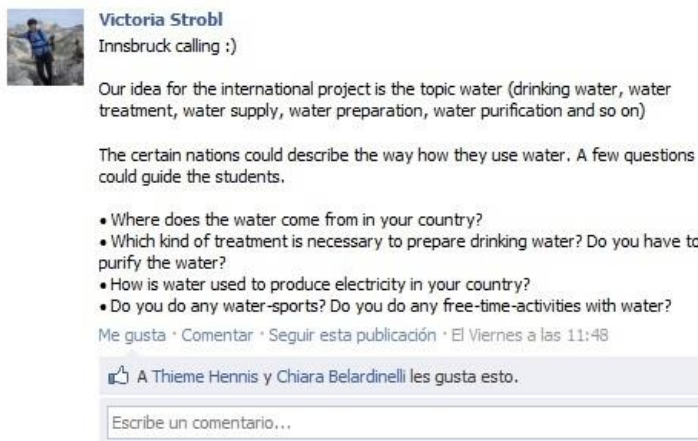 Victoria Strobl
Innsbruck calling :)
Our idea for the international project is the topic water (drinking water, water
treatment, water supply, water preparation, water purification and so on)
The certain nations could describe the way how they use water. A few questions
could guide the students.
• Where does the water come from in your country?
• Which kind of treatment is necessary to prepare drinking water? Do you have to
purify the water?
• How is water used to produce electricity in your country?
• Do you do any water-sports? Do you do any free-time-activities with water?
Me gusta · Comentar · Seguir esta publicación · El Viernes a las 11:48
A Thieme Hennis y Chiara Belardinelli les gusta esto.
Escribe un comentario...